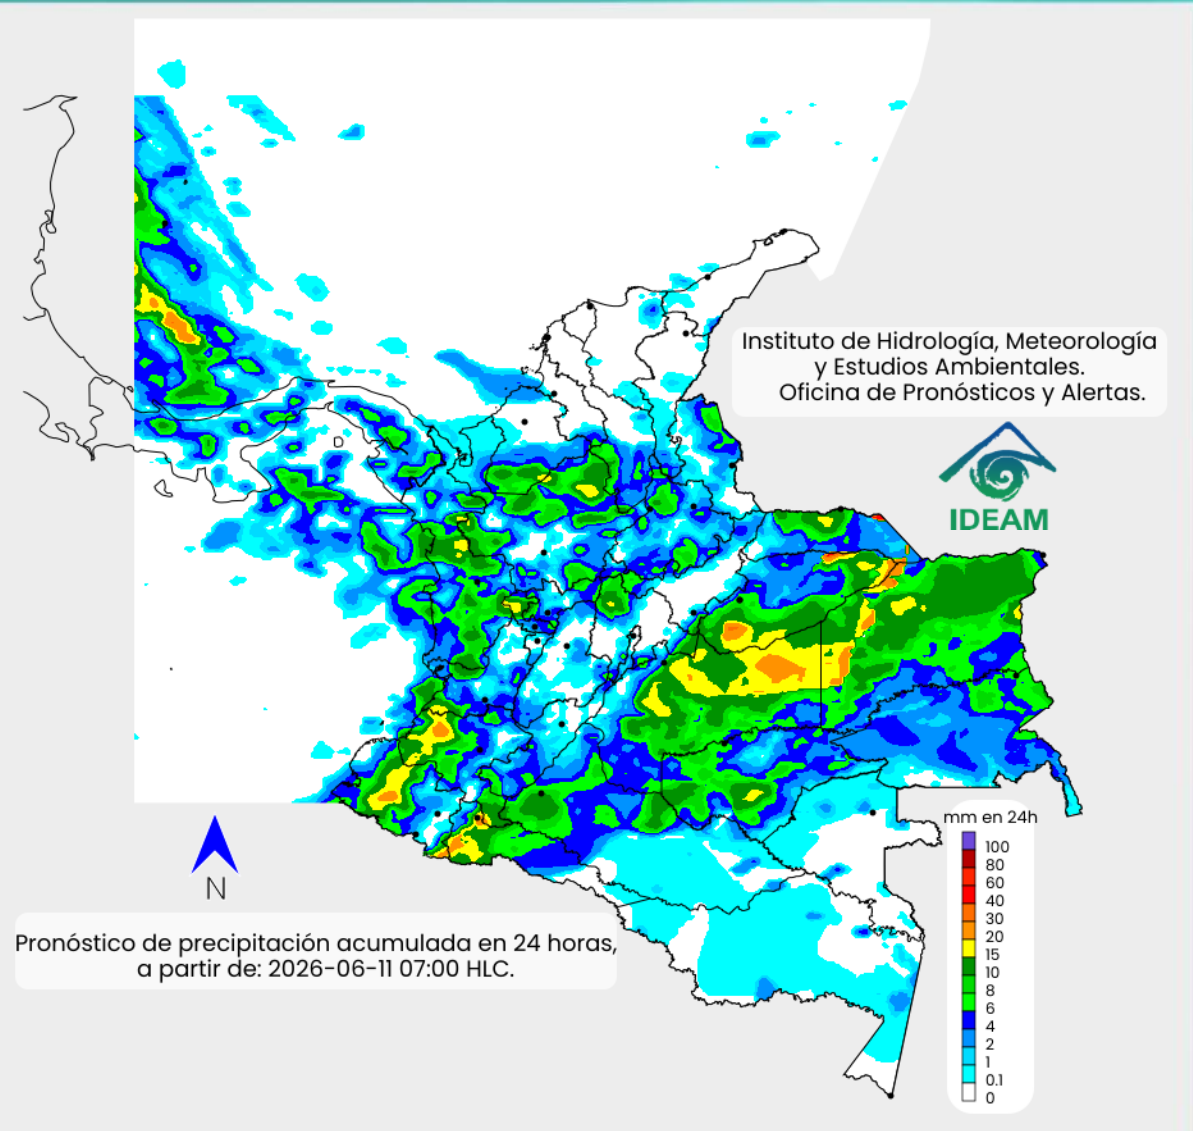 Instituto de Hidrología, Meteorología
y Estudios Ambientales.
Oficina de Pronósticos y Alertas.
IDEAM
mm en 24h
100
80
60
40
30
20
15
10
8
6
4
2
1
0.1
0
N
Pronóstico de precipitación acumulada en 24 horas,
a partir de: 2026-06-11 07:00 HLC.